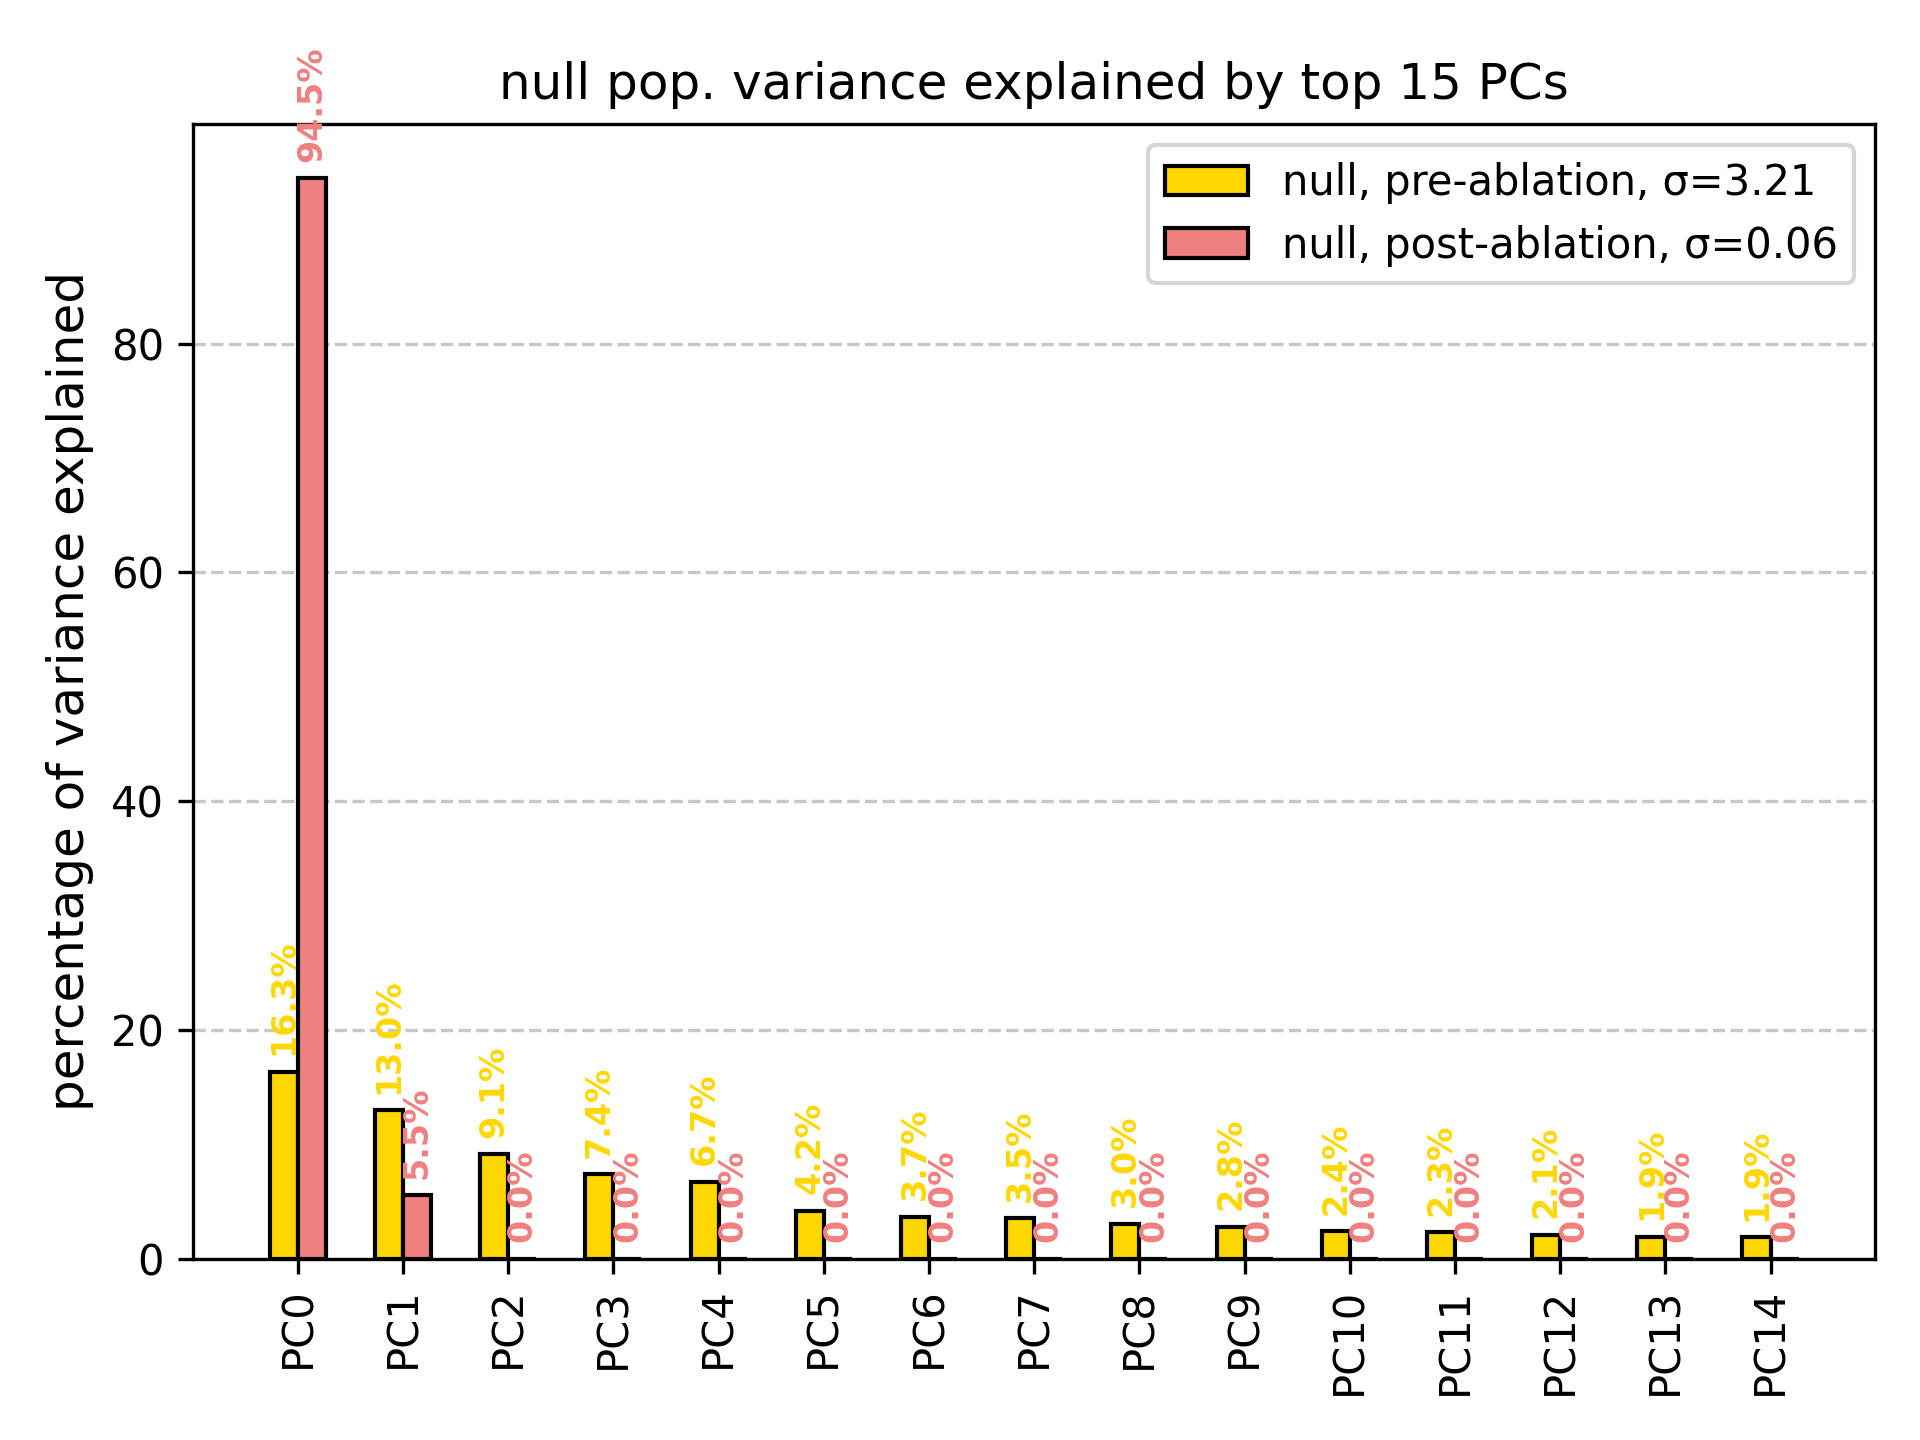 null pop. variance explained by top 15 PCs
null, pre-ablation, σ=3.21
null, post-ablation, σ=0.06
percentage of variance explained
80
60
40
20
0
94.5%
16.3%
13.0%
5.5%
9.1%
0.0%
7.4%
0.0%
6.7%
0.0%
4.2%
0.0%
3.7%
0.0%
3.5%
0.0%
3.0%
0.0%
2.8%
0.0%
2.4%
0.0%
2.3%
0.0%
2.1%
0.0%
1.9%
0.0%
1.9%
0.0%
PC0
PC1
PC2
PC3
PC4
PC5
PC6
PC7
PC8
PC9
PC10
PC11
PC12
PC13
PC14